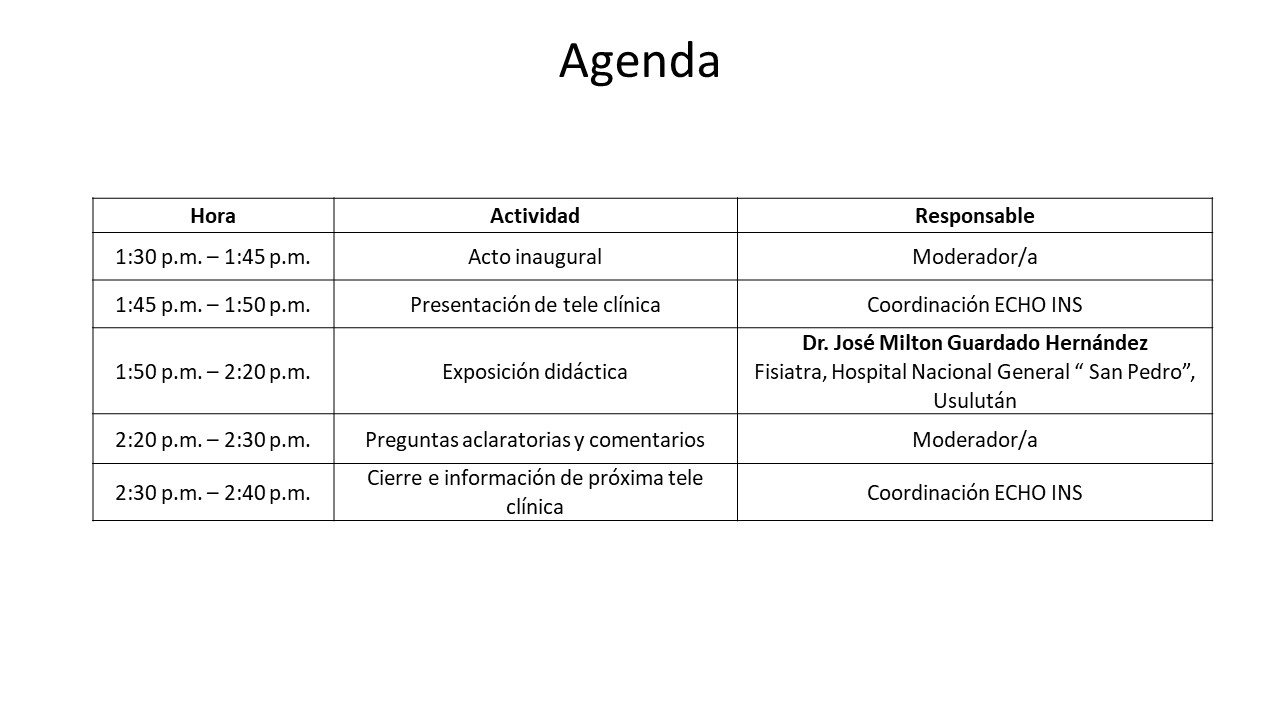 Agenda
Hora Actividad Responsable
1:30 p.m. – 1:45 p.m. Acto inaugural Moderador/a
1:45 p.m. – 1:50 p.m. Presentación de tele clínica Coordinación ECHO INS
1:50 p.m. – 2:20 p.m. Exposición didáctica Dr. José Milton Guardado Hernández
Fisiatra, Hospital Nacional General “ San Pedro”,
Usulután
2:20 p.m. – 2:30 p.m. Preguntas aclaratorias y comentarios Moderador/a
2:30 p.m. – 2:40 p.m. Cierre e información de próxima tele
clínica Coordinación ECHO INS